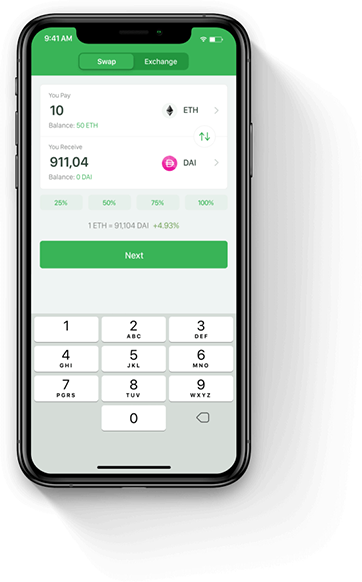 9:41 AM
Swap Exchange
You Pay
10 ETH
Balance: 50 ETH
You Receive
911,04 DAI
Balance: 0 DAI
25% 50% 75% 100%
1 ETH = 91,104 DAI +4.93%
Next
1 2 3
ABC DEF
4 5 6
GHI JKL MNO
7 8 9
PGRS TUV WXYZ
0